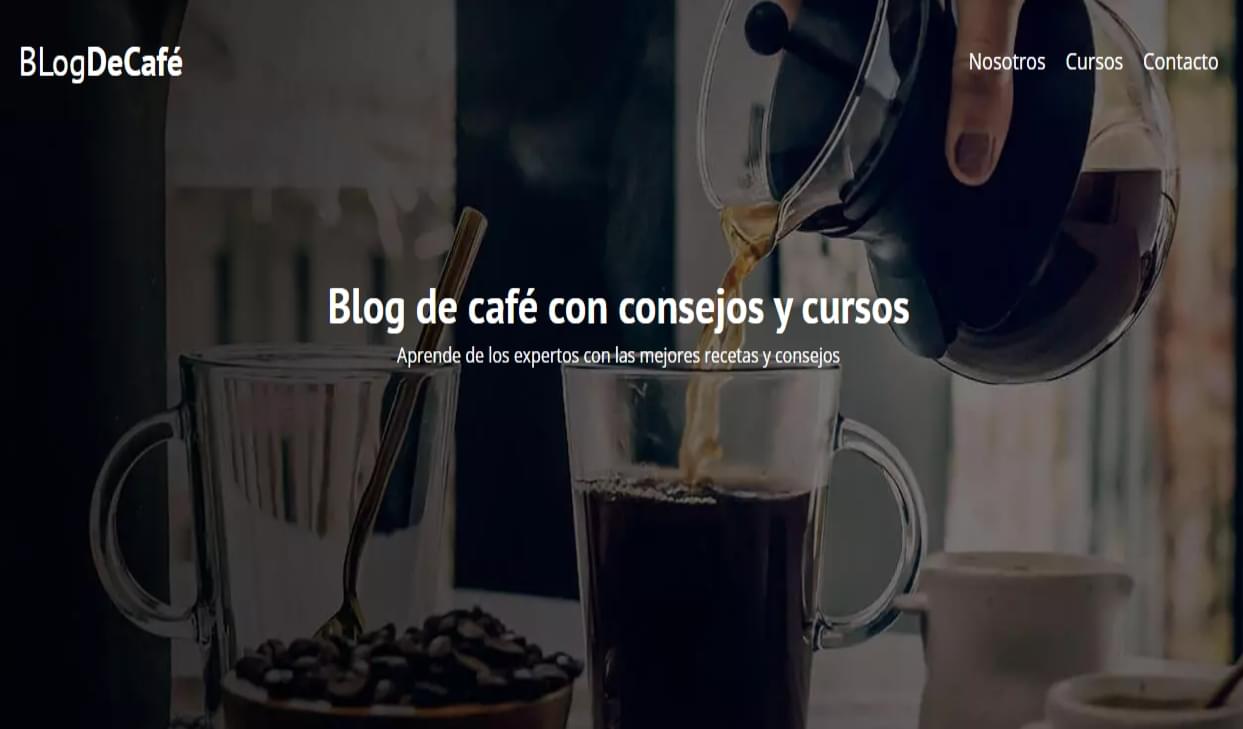 BLogDeCafé
Nosotros Cursos Contacto
Blog de café con consejos y cursos
Aprende de los expertos con las mejores recetas y consejos